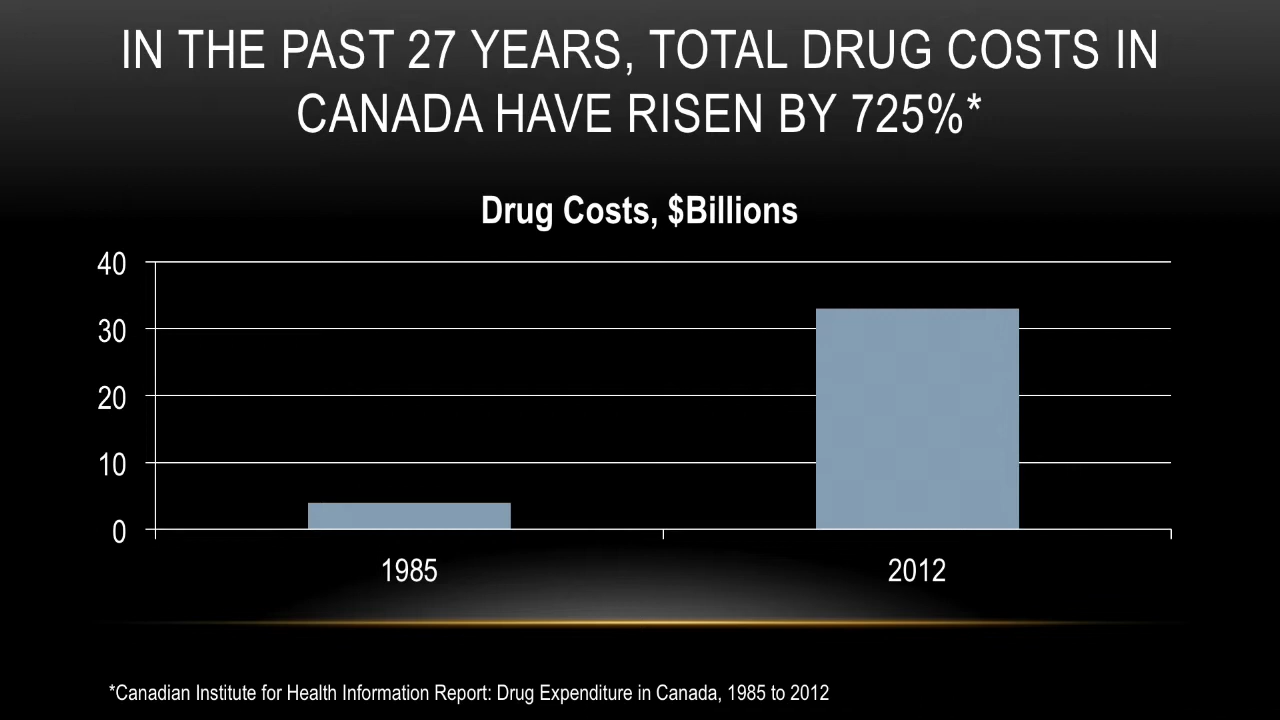 IN THE PAST 27 YEARS, TOTAL DRUG COSTS IN
CANADA HAVE RISEN BY 725%*
Drug Costs, $Billions
40
30
20
10
0
1985
2012
*Canadian Institute for Health Information Report: Drug Expenditure in Canada, 1985 to 2012